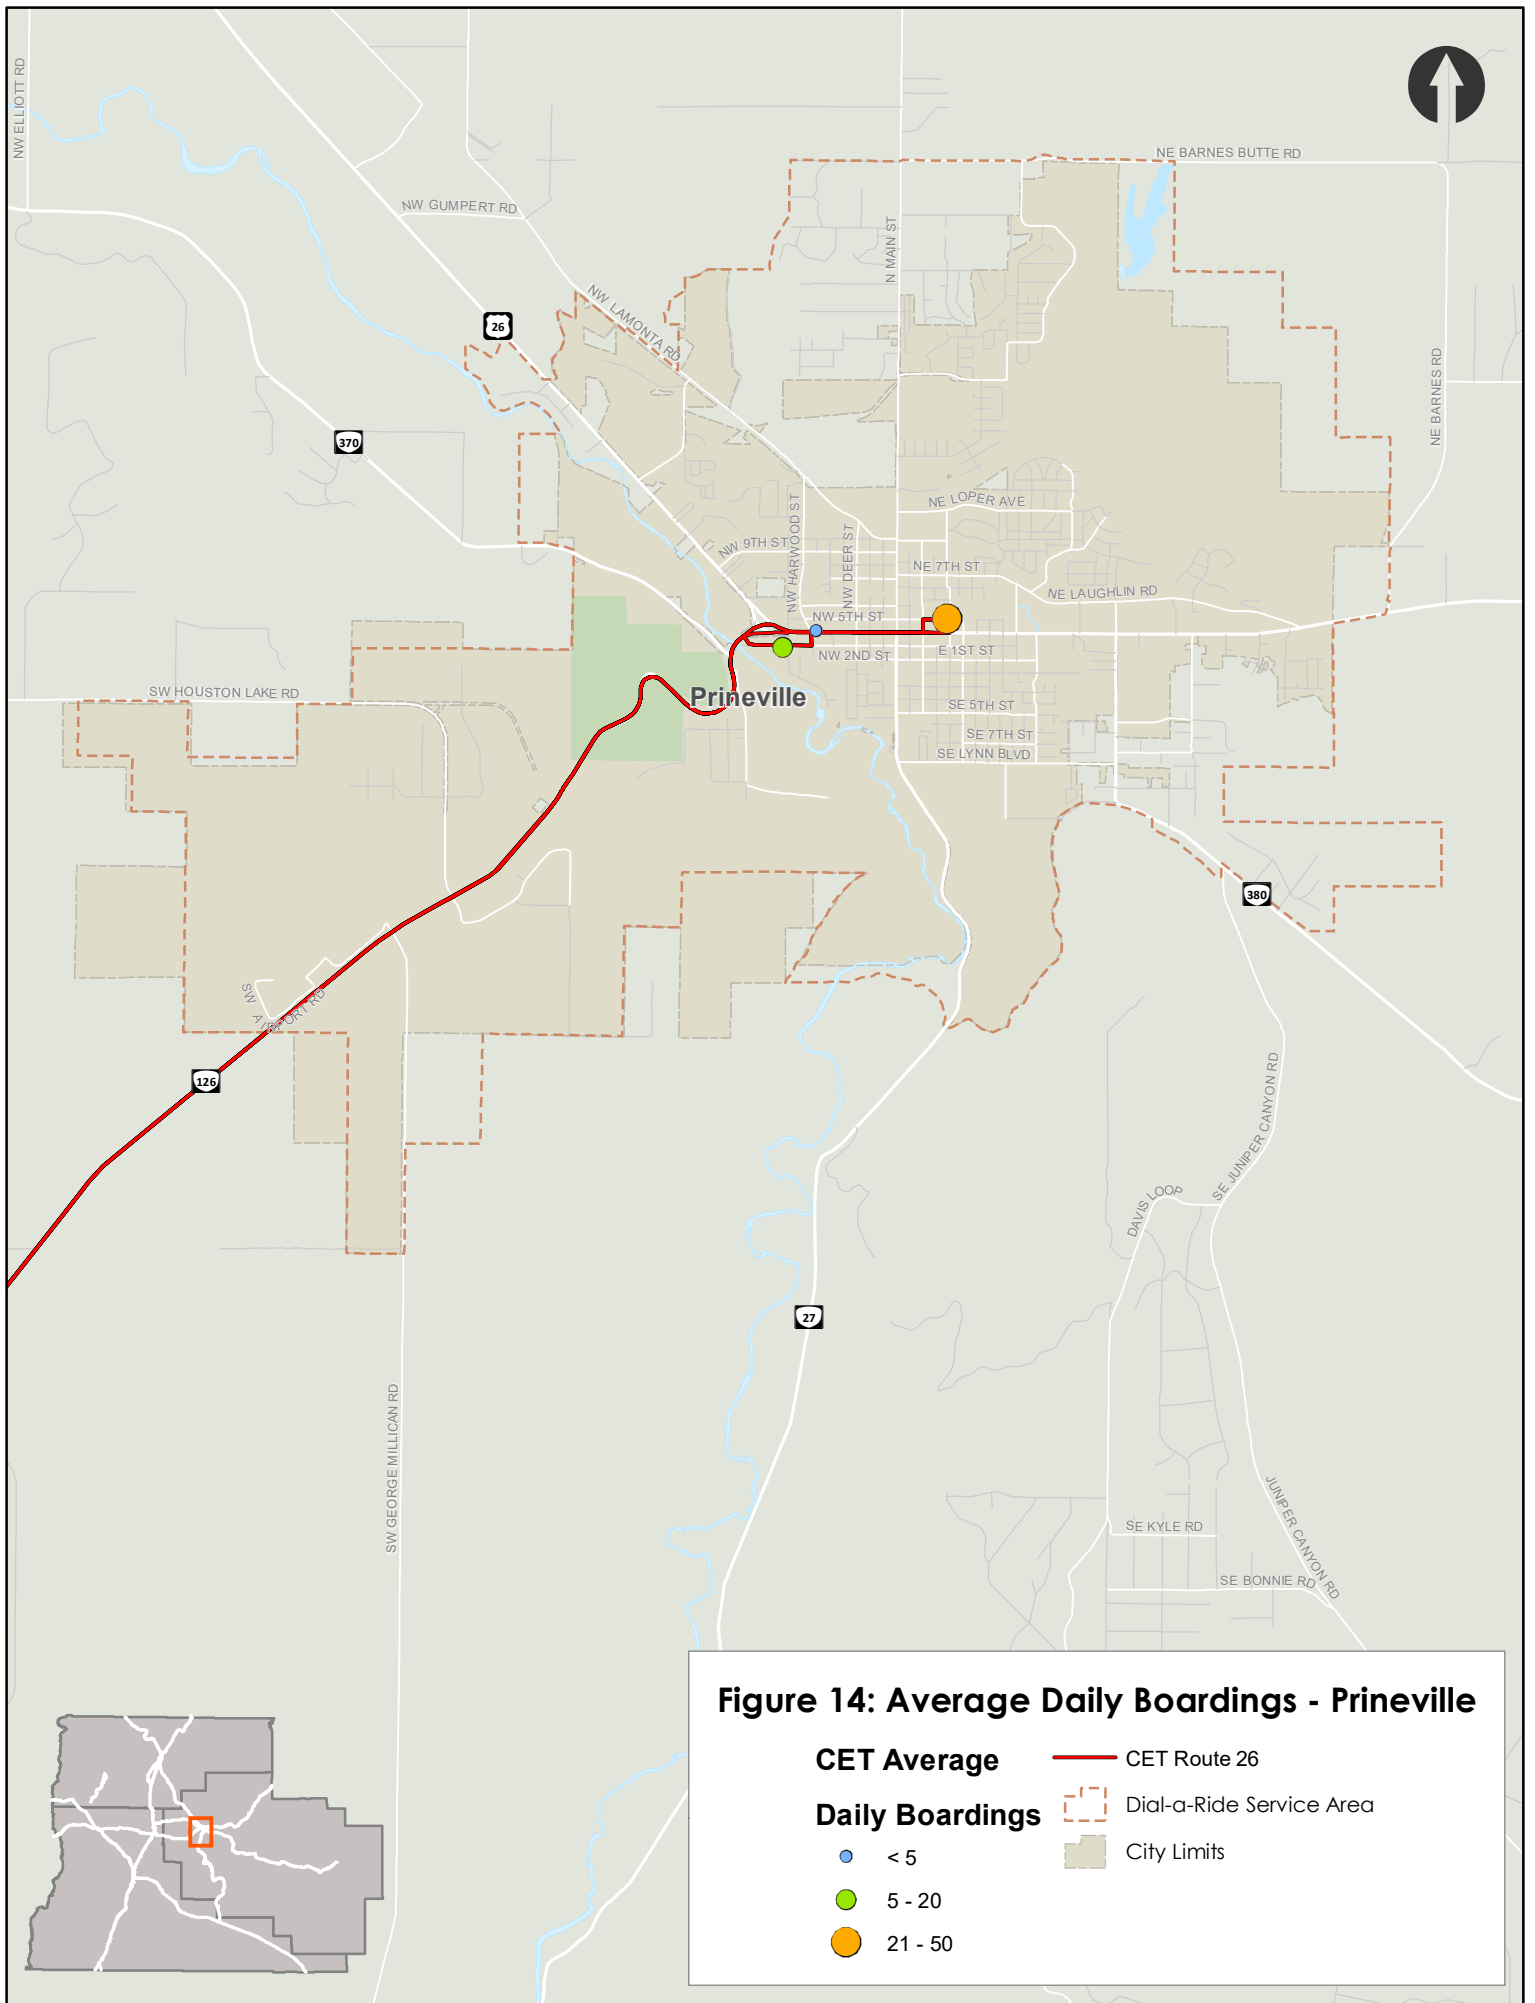 NW ELLIOTT RD
NE BARNES BUTTE RD
NW GUMPERT RD
N MAIN ST
NW LAMONTA RD
26
NE BARNES RD
370
NE LOPER AVE
NW HARWOOD ST
NW DEER ST
NW 9TH ST
NE 7TH ST
NE LAUGHLIN RD
NW 5TH ST
E 1ST ST
NW 2ND ST
SW HOUSTON LAKE RD
Prineville
SE 5TH ST
SE 7TH ST
SE LYNN BLVD
380
SW AIRPORT RD
126
SE JUNIPER CANYON RD
DAVIS LOOP
27
SW GEORGE MILLICAN RD
JUNIPER CANYON RD
SE KYLE RD
SE BONNIE RD
Figure 14: Average Daily Boardings - Prineville
CET Average
Daily Boardings
< 5
5 - 20
21 - 50
CET Route 26
Dial-a-Ride Service Area
City Limits